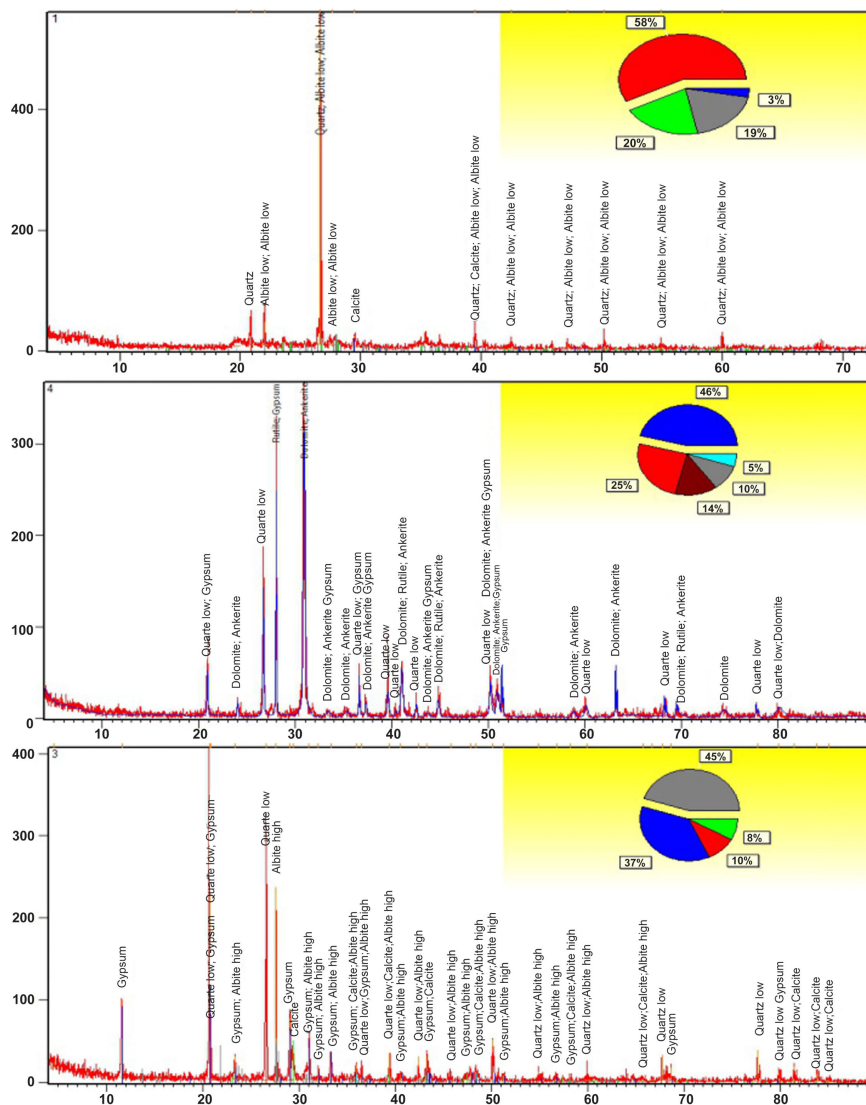 1
58%
3%
19%
20%
400
200
0
Quartz
Albite low; Albite low
Quartz; Albite low; Albite low
Albite low; Albite low
Calcite
Quartz; Calcite; Albite low; Albite low
Quartz; Albite low; Albite low
Quartz; Albite low; Albite low
Quartz; Albite low; Albite low
Quartz; Albite low; Albite low
Quartz; Albite low; Albite low
10 20 30 40 50 60 70
4
46%
5%
10%
14%
25%
300
200
100
0
Quarte low; Gypsum
Dolomite; Ankerite
Quarte low
Rutile; Gypsum
Dolomite; Ankerite
Dolomite; Ankerite Gypsum
Dolomite; Ankerite
Quarte low; Gypsum
Dolomite; Ankerite Gypsum
Quarte low
Quarte low
Dolomite; Rutile; Ankerite
Quarte low
Dolomite; Ankerite Gypsum
Dolomite; Rutile; Ankerite
Quarte low Dolomite; Ankerite Gypsum
Dolomite; Ankerite;Gypsum
Gypsum
Dolomite; Ankerite
Quarte low
Dolomite; Ankerite
Quarte low
Dolomite; Rutile; Ankerite
Dolomite
Quarte low
Quarte low;Dolomite
10 20 30 40 50 60 70 80
3
45%
8%
10%
37%
400
300
200
100
0
Gypsum
Quarte low; Gypsum Quarte low; Gypsum
Gypsum; Albite high
Quarte low
Albite high
Gypsum
Calcite
Gypsum; Albite high
Gypsum; Albite high
Gypsum; Albite high
Gypsum; Calcite;Albite high
Quarte low;Gypsum;Albite high
Quarte low;Calcite;Albite high
Gypsum;Albite high
Quarte low;Albite high
Gypsum;Calcite
Quartz low;Albite high
Gypsum;Albite high
Gypsum;Calcite;Albite high
Quarte low;Albite high
Gypsum;Albite high
Quartz low;Albite high
Gypsum;Albite high
Gypsum;Calcite;Albite high
Quartz low;Albite high
Quartz low;Calcite;Albite high
Quartz low
Gypsum
Quartz low
Quartz low Gypsum
Quartz low;Calcite
Quartz low;Calcite
Quartz low;Calcite
10 20 30 40 50 60 70 80